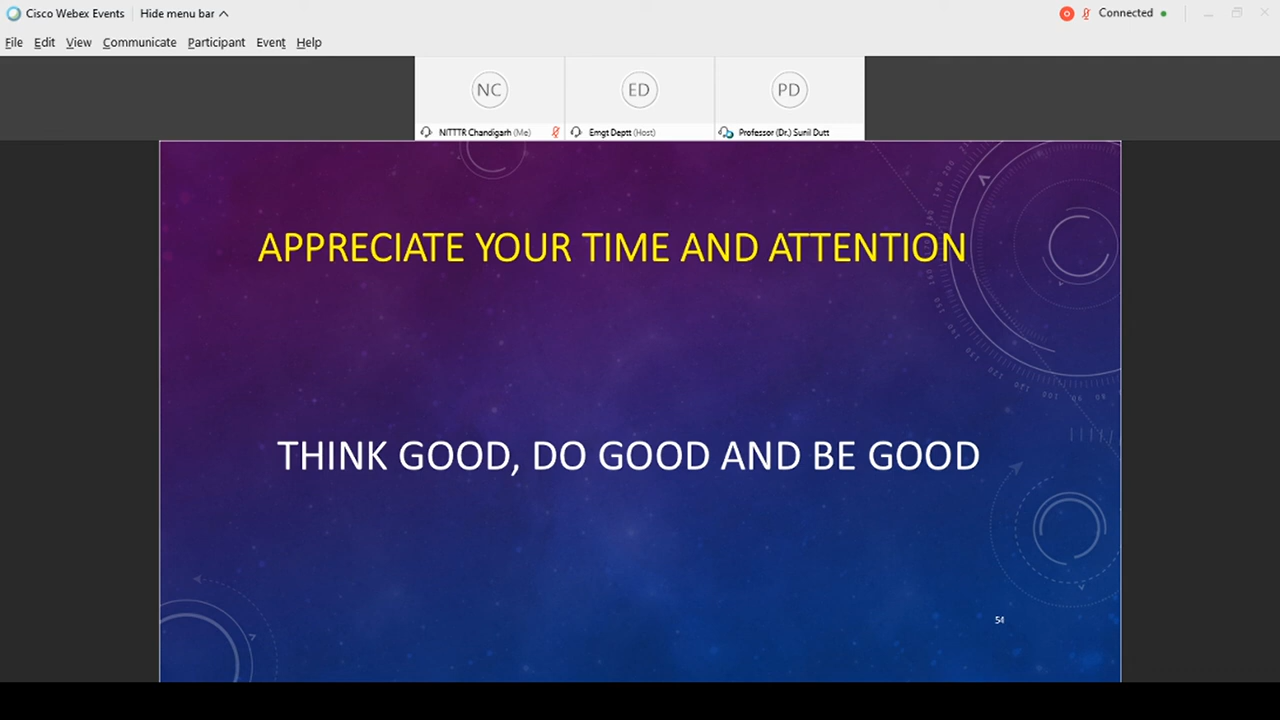 Cisco Webex Events Hide menu bar Connected
File Edit View Communicate Participant Event Help
NC ED PD
NITTTR Chandigarh (Me) Emgt Deptt (Host) Professor (Dr.) Sunil Dutt
APPRECIATE YOUR TIME AND ATTENTION
THINK GOOD, DO GOOD AND BE GOOD
54